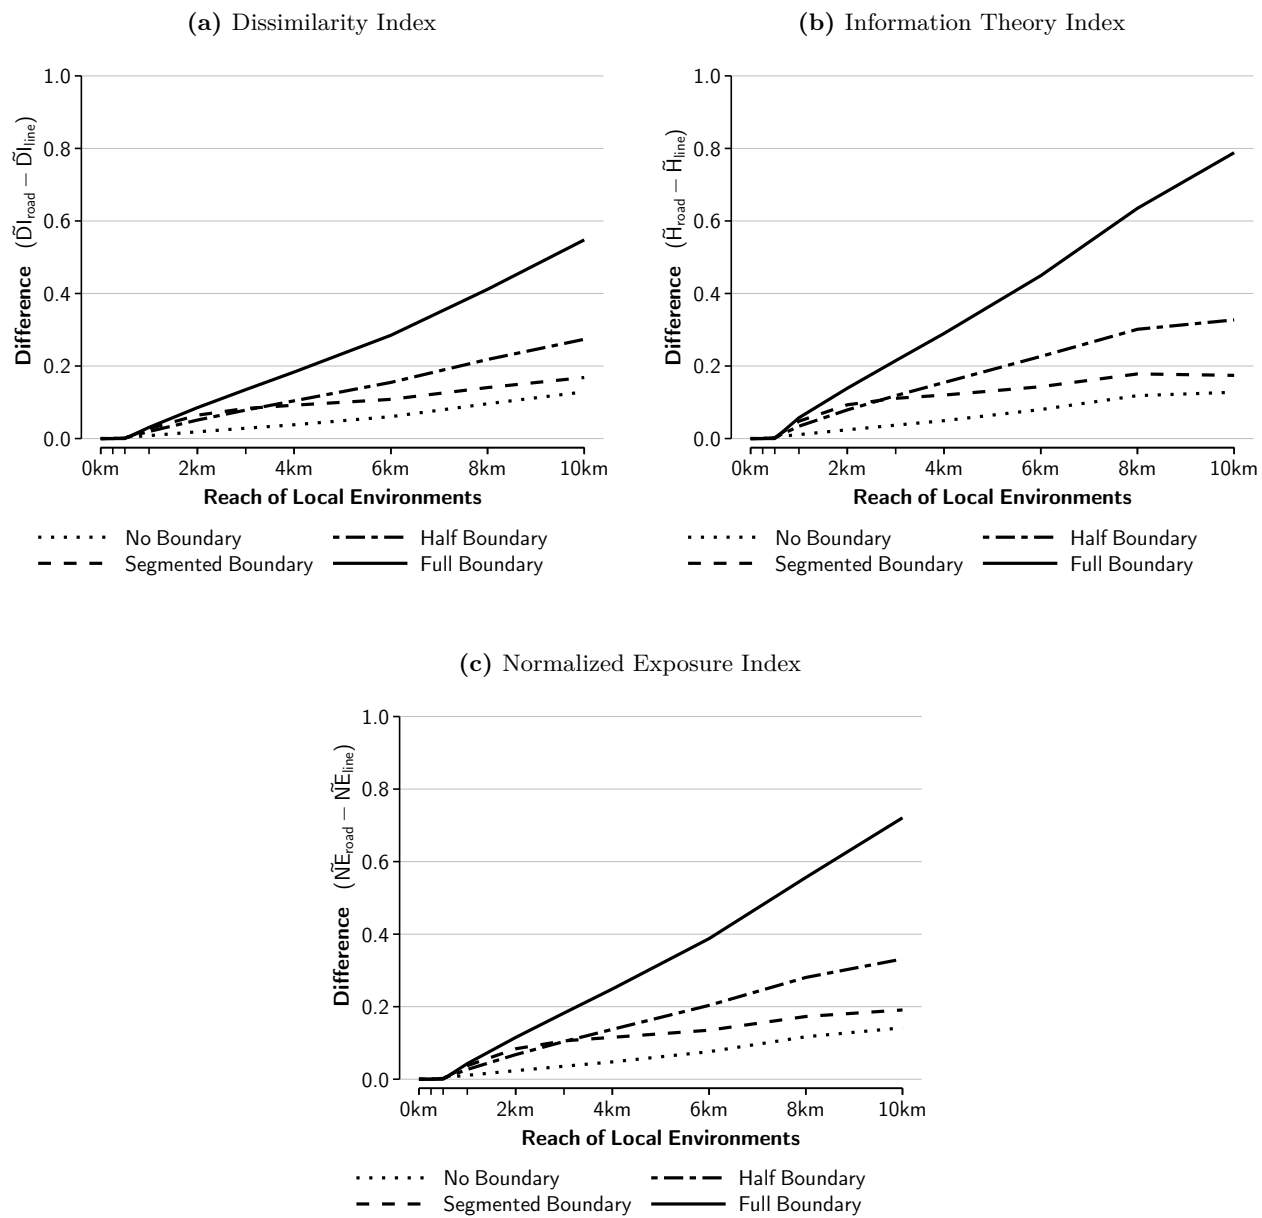 (a) Dissimilarity Index
Difference (D̃I_road − D̃I_line)
1.0
0.8
0.6
0.4
0.2
0.0
0km 2km 4km 6km 8km 10km
Reach of Local Environments
No Boundary Half Boundary
Segmented Boundary Full Boundary
(b) Information Theory Index
Difference (H̃_road − H̃_line)
1.0
0.8
0.6
0.4
0.2
0.0
0km 2km 4km 6km 8km 10km
Reach of Local Environments
No Boundary Half Boundary
Segmented Boundary Full Boundary
(c) Normalized Exposure Index
Difference (ÑE_road − ÑE_line)
1.0
0.8
0.6
0.4
0.2
0.0
0km 2km 4km 6km 8km 10km
Reach of Local Environments
No Boundary Half Boundary
Segmented Boundary Full Boundary